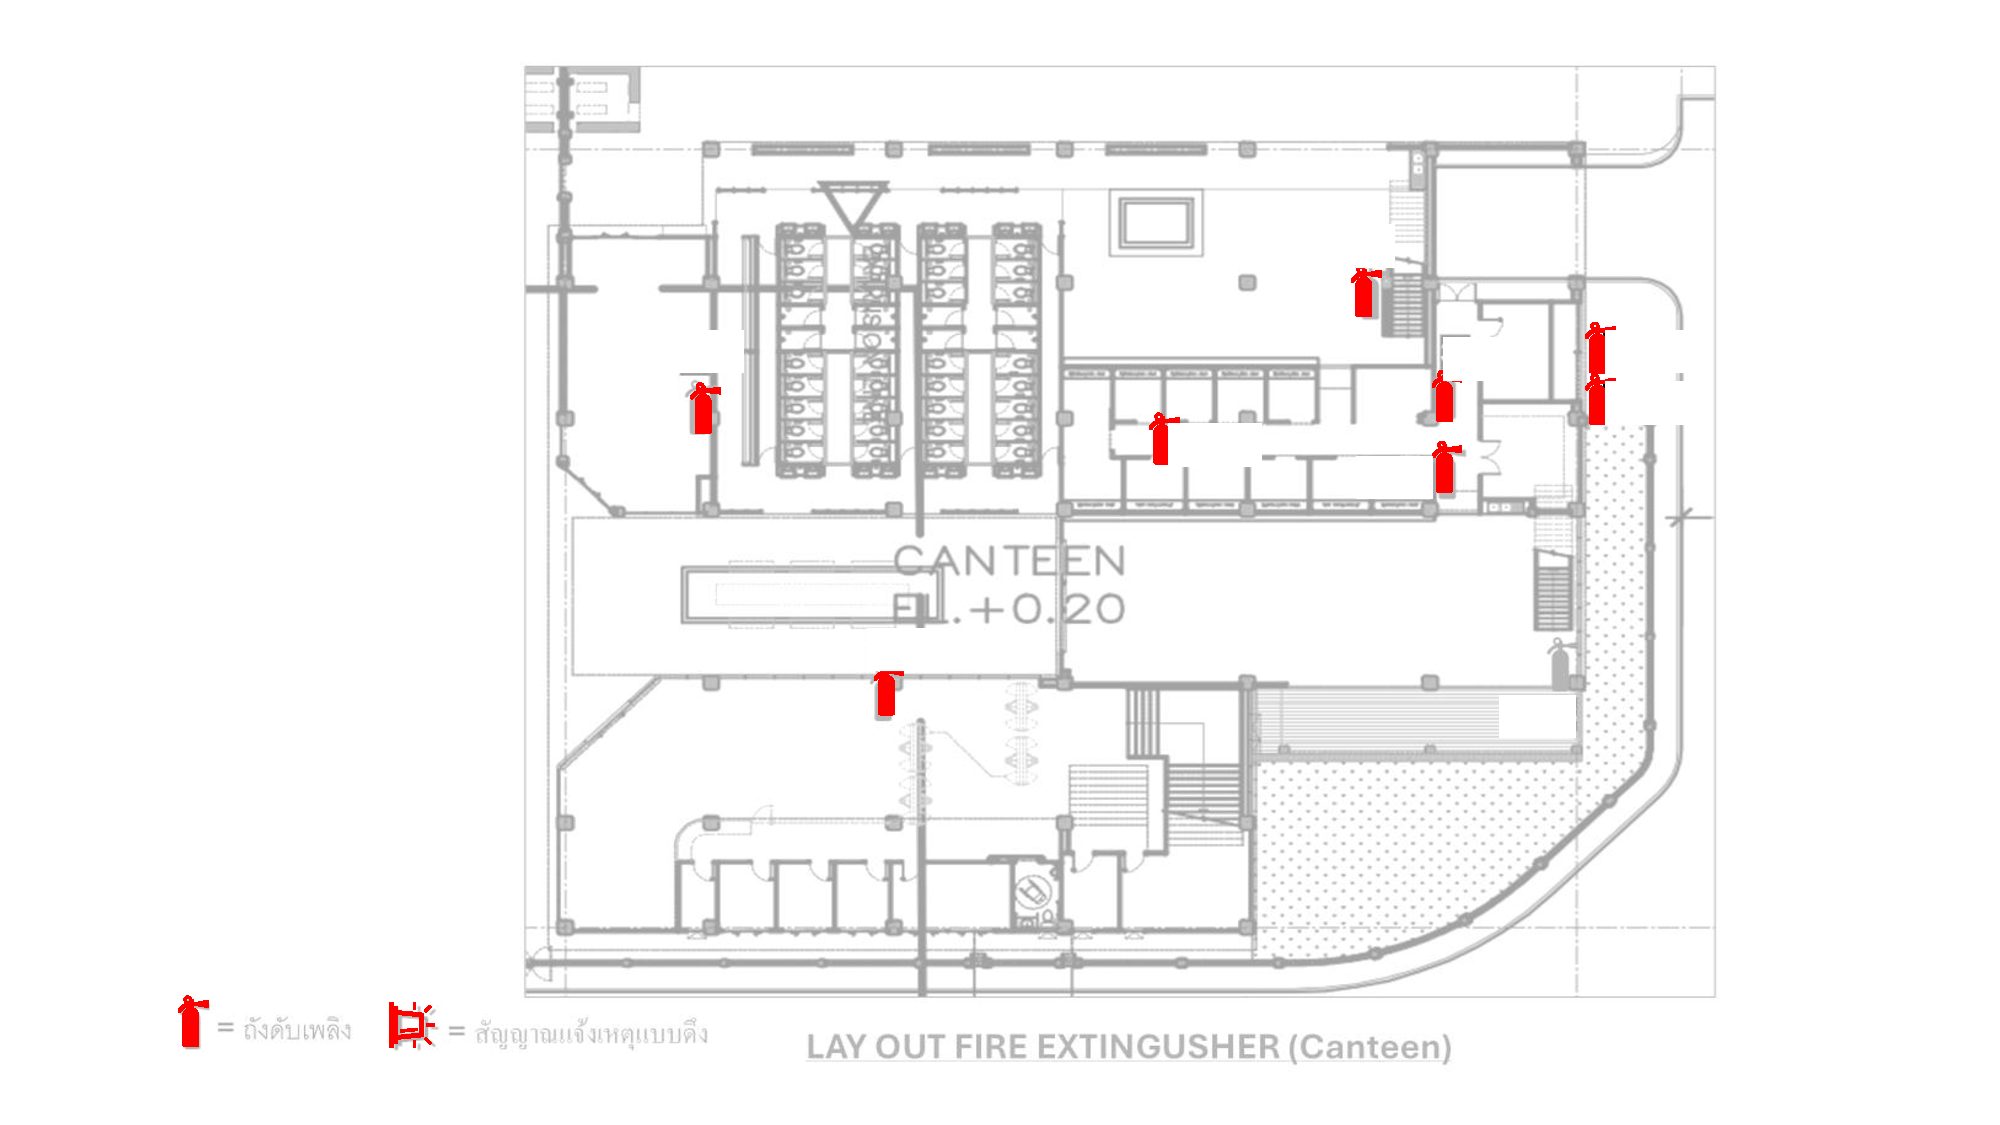 CANTEEN
EL.+0.20
= ถังดับเพลิง
= สัญญาณแจ้งเหตุแบบดึง
LAY OUT FIRE EXTINGUSHER (Canteen)